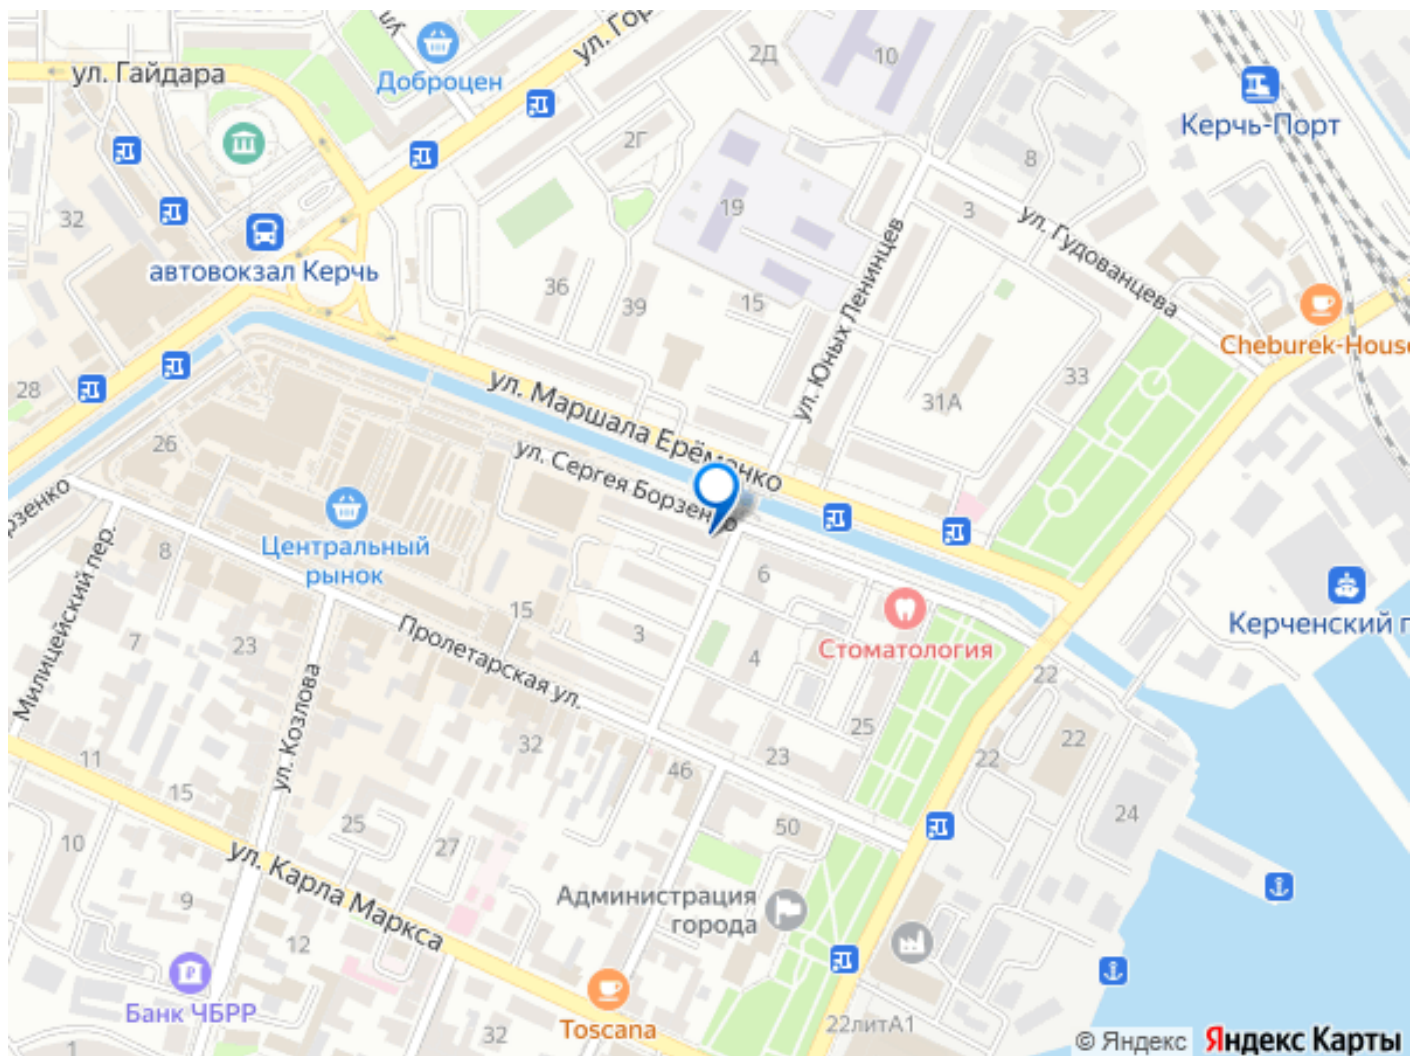 ул. Гайдара
Доброцен
ул. Гор
2Д
10
Керчь-Порт
2Г
8
32
19
3
ул. Гудованцева
автовокзал Керчь
36
39
15
ул. Юных Ленинцев
Cheburek-House
28
ул. Маршала Ерёменко
31А
33
26
ул. Сергея Борзенко
рзенко
Центральный
рынок
8
Милицейский пер.
15
6
3
4
Стоматология
Керченский п
7
23
Пролетарская ул.
ул. Козлова
22
25
11
32
23
22
22
15
46
24
10
25
27
50
ул. Карла Маркса
Администрация
города
9
12
Банк ЧБРР
Toscana
32
22литА1
1
© Яндекс Яндекс Карты